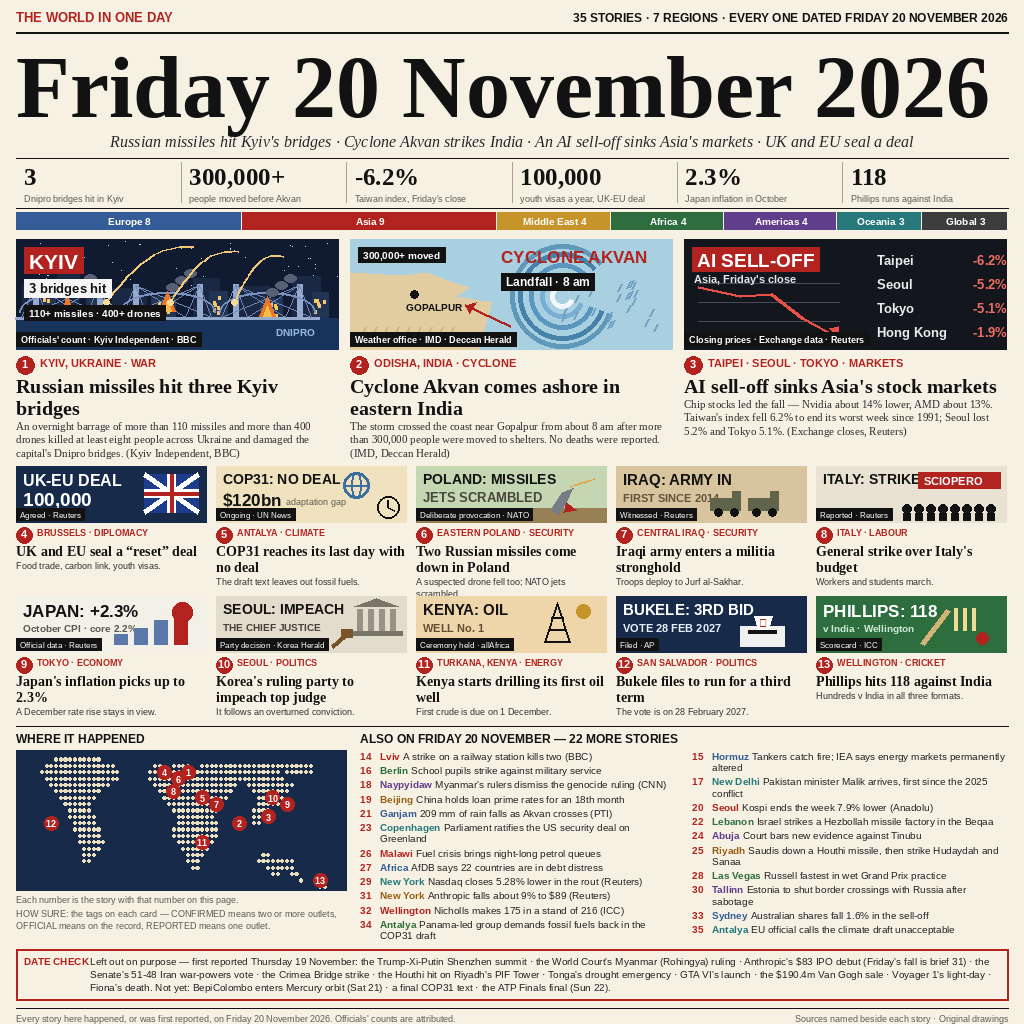 THE WORLD IN ONE DAY
35 STORIES · 7 REGIONS · EVERY ONE DATED FRIDAY 20 NOVEMBER 2026
Friday 20 November 2026
Russian missiles hit Kyiv's bridges · Cyclone Akvan strikes India · An AI sell-off sinks Asia's markets · UK and EU seal a deal
3
Dnipro bridges hit in Kyiv
300,000+
people moved before Akvan
-6.2%
Taiwan index, Friday's close
100,000
youth visas a year, UK-EU deal
2.3%
Japan inflation in October
118
Phillips runs against India
Europe 8
Asia 9
Middle East 4
Africa 4
Americas 4
Oceania 3
Global 3
KYIV
3 bridges hit
110+ missiles · 400+ drones
DNIPRO
Officials' count · Kyiv Independent · BBC
1 KYIV, UKRAINE · WAR
Russian missiles hit three Kyiv
bridges
An overnight barrage of more than 110 missiles and more than 400
drones killed at least eight people across Ukraine and damaged the
capital's Dnipro bridges. (Kyiv Independent, BBC)
300,000+ moved
CYCLONE AKVAN
Landfall · 8 am
GOPALPUR
Weather office · IMD · Deccan Herald
2 ODISHA, INDIA · CYCLONE
Cyclone Akvan comes ashore in
eastern India
The storm crossed the coast near Gopalpur from about 8 am after more
than 300,000 people were moved to shelters. No deaths were reported.
(IMD, Deccan Herald)
AI SELL-OFF
Asia, Friday's close
Taipei -6.2%
Seoul -5.2%
Tokyo -5.1%
Hong Kong -1.9%
Closing prices · Exchange data · Reuters
3 TAIPEI · SEOUL · TOKYO · MARKETS
AI sell-off sinks Asia's stock markets
Chip stocks led the fall — Nvidia about 14% lower, AMD about 13%.
Taiwan's index fell 6.2% to end its worst week since 1991; Seoul lost
5.2% and Tokyo 5.1%. (Exchange closes, Reuters)
UK-EU DEAL
100,000
Agreed · Reuters
4 BRUSSELS · DIPLOMACY
UK and EU seal a “reset” deal
Food trade, carbon link, youth visas.
COP31: NO DEAL
$120bn adaptation gap
Ongoing · UN News
5 ANTALYA · CLIMATE
COP31 reaches its last day with
no deal
The draft text leaves out fossil fuels.
POLAND: MISSILES
JETS SCRAMBLED
Deliberate provocation · NATO
6 EASTERN POLAND · SECURITY
Two Russian missiles come
down in Poland
A suspected drone fell too; NATO jets
scrambled.
IRAQ: ARMY IN
FIRST SINCE 2014
Witnessed · Reuters
7 CENTRAL IRAQ · SECURITY
Iraqi army enters a militia
stronghold
Troops deploy to Jurf al-Sakhar.
ITALY: STRIKE
SCIOPERO
Reported · Reuters
8 ITALY · LABOUR
General strike over Italy's
budget
Workers and students march.
JAPAN: +2.3%
October CPI · core 2.2%
Official data · Reuters
9 TOKYO · ECONOMY
Japan's inflation picks up to
2.3%
A December rate rise stays in view.
SEOUL: IMPEACH
THE CHIEF JUSTICE
Party decision · Korea Herald
10 SEOUL · POLITICS
Korea's ruling party to
impeach top judge
It follows an overturned conviction.
KENYA: OIL
WELL No. 1
Ceremony held · allAfrica
11 TURKANA, KENYA · ENERGY
Kenya starts drilling its first oil
well
First crude is due on 1 December.
BUKELE: 3RD BID
VOTE 28 FEB 2027
Filed · AP
12 SAN SALVADOR · POLITICS
Bukele files to run for a third
term
The vote is on 28 February 2027.
PHILLIPS: 118
v India · Wellington
Scorecard · ICC
13 WELLINGTON · CRICKET
Phillips hits 118 against India
Hundreds v India in all three formats.
WHERE IT HAPPENED
4
6
1
8
5
7
10
9
12
2
3
11
13
Each number is the story with that number on this page.
HOW SURE: the tags on each card — CONFIRMED means two or more outlets,
OFFICIAL means on the record, REPORTED means one outlet.
ALSO ON FRIDAY 20 NOVEMBER — 22 MORE STORIES
14 Lviv A strike on a railway station kills two (BBC)
16 Berlin School pupils strike against military service
18 Naypyidaw Myanmar's rulers dismiss the genocide ruling (CNN)
19 Beijing China holds loan prime rates for an 18th month
21 Ganjam 209 mm of rain falls as Akvan crosses (PTI)
23 Copenhagen Parliament ratifies the US security deal on
Greenland
26 Malawi Fuel crisis brings night-long petrol queues
27 Africa AfDB says 22 countries are in debt distress
29 New York Nasdaq closes 5.28% lower in the rout (Reuters)
31 New York Anthropic falls about 9% to $89 (Reuters)
32 Wellington Nicholls makes 175 in a stand of 216 (ICC)
34 Antalya Panama-led group demands fossil fuels back in the
COP31 draft
15 Hormuz Tankers catch fire; IEA says energy markets permanently
altered
17 New Delhi Pakistan minister Malik arrives, first since the 2025
conflict
20 Seoul Kospi ends the week 7.9% lower (Anadolu)
22 Lebanon Israel strikes a Hezbollah missile factory in the Beqaa
24 Abuja Court bars new evidence against Tinubu
25 Riyadh Saudis down a Houthi missile, then strike Hudaydah and
Sanaa
28 Las Vegas Russell fastest in wet Grand Prix practice
30 Tallinn Estonia to shut border crossings with Russia after
sabotage
33 Sydney Australian shares fall 1.6% in the sell-off
35 Antalya EU official calls the climate draft unacceptable
DATE CHECK Left out on purpose — first reported Thursday 19 November: the Trump-Xi-Putin Shenzhen summit · the World Court's Myanmar (Rohingya) ruling · Anthropic's $83 IPO debut (Friday's fall is brief 31) · the
Senate's 51-48 Iran war-powers vote · the Crimea Bridge strike · the Houthi hit on Riyadh's PIF Tower · Tonga's drought emergency · GTA VI's launch · the $190.4m Van Gogh sale · Voyager 1's light-day ·
Fiona's death. Not yet: BepiColombo enters Mercury orbit (Sat 21) · a final COP31 text · the ATP Finals final (Sun 22).
Every story here happened, or was first reported, on Friday 20 November 2026. Officials' counts are attributed.
Sources named beside each story · Original drawings